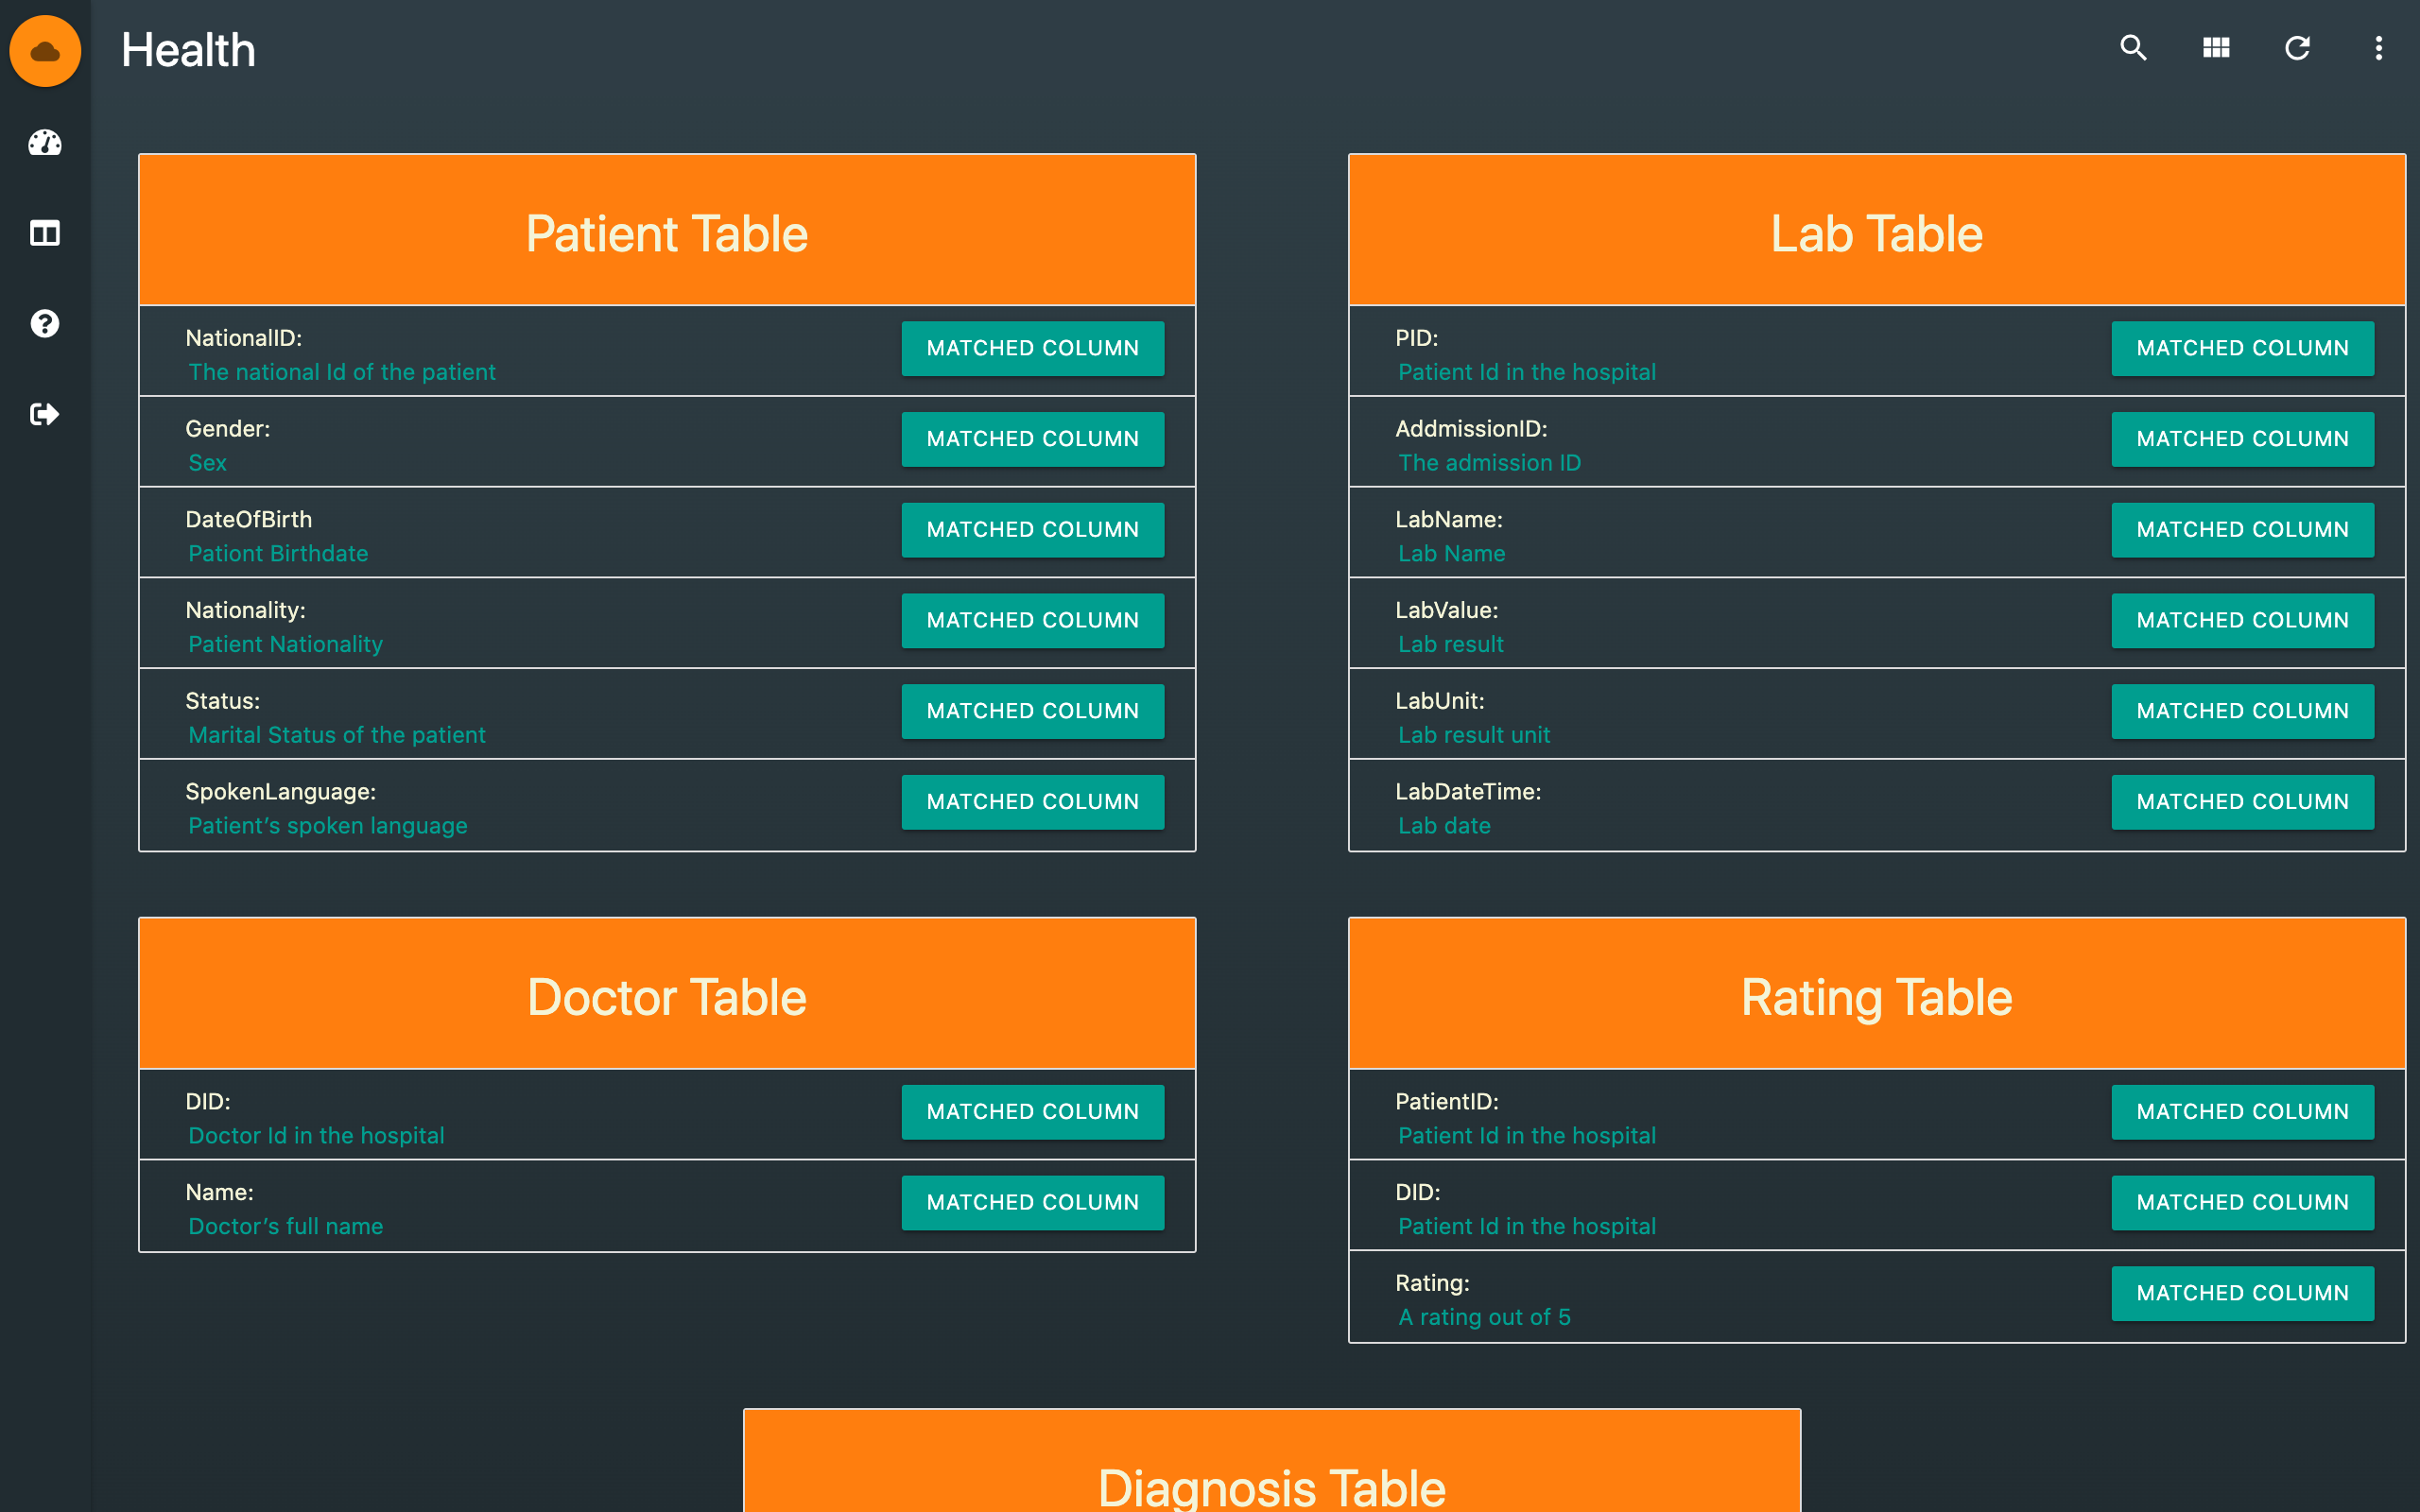 Health
Patient Table
NationalID:
The national Id of the patient
MATCHED COLUMN
Gender:
Sex
MATCHED COLUMN
DateOfBirth
Pationt Birthdate
MATCHED COLUMN
Nationality:
Patient Nationality
MATCHED COLUMN
Status:
Marital Status of the patient
MATCHED COLUMN
SpokenLanguage:
Patient’s spoken language
MATCHED COLUMN
Lab Table
PID:
Patient Id in the hospital
MATCHED COLUMN
AddmissionID:
The admission ID
MATCHED COLUMN
LabName:
Lab Name
MATCHED COLUMN
LabValue:
Lab result
MATCHED COLUMN
LabUnit:
Lab result unit
MATCHED COLUMN
LabDateTime:
Lab date
MATCHED COLUMN
Doctor Table
DID:
Doctor Id in the hospital
MATCHED COLUMN
Name:
Doctor’s full name
MATCHED COLUMN
Rating Table
PatientID:
Patient Id in the hospital
MATCHED COLUMN
DID:
Patient Id in the hospital
MATCHED COLUMN
Rating:
A rating out of 5
MATCHED COLUMN
Diagnosis Table